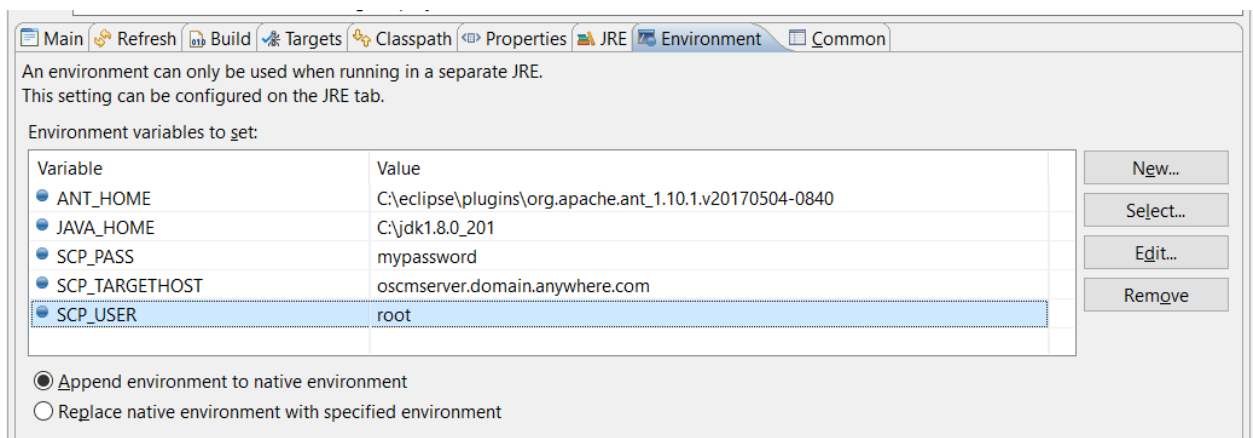 Main Refresh Build Targets Classpath Properties JRE Environment Common
An environment can only be used when running in a separate JRE.
This setting can be configured on the JRE tab.
Environment variables to set:
Variable Value
ANT_HOME C:\eclipse\plugins\org.apache.ant_1.10.1.v20170504-0840
JAVA_HOME C:\jdk1.8.0_201
SCP_PASS mypassword
SCP_TARGETHOST oscmserver.domain.anywhere.com
SCP_USER root
New...
Select...
Edit...
Remove
Append environment to native environment
Replace native environment with specified environment